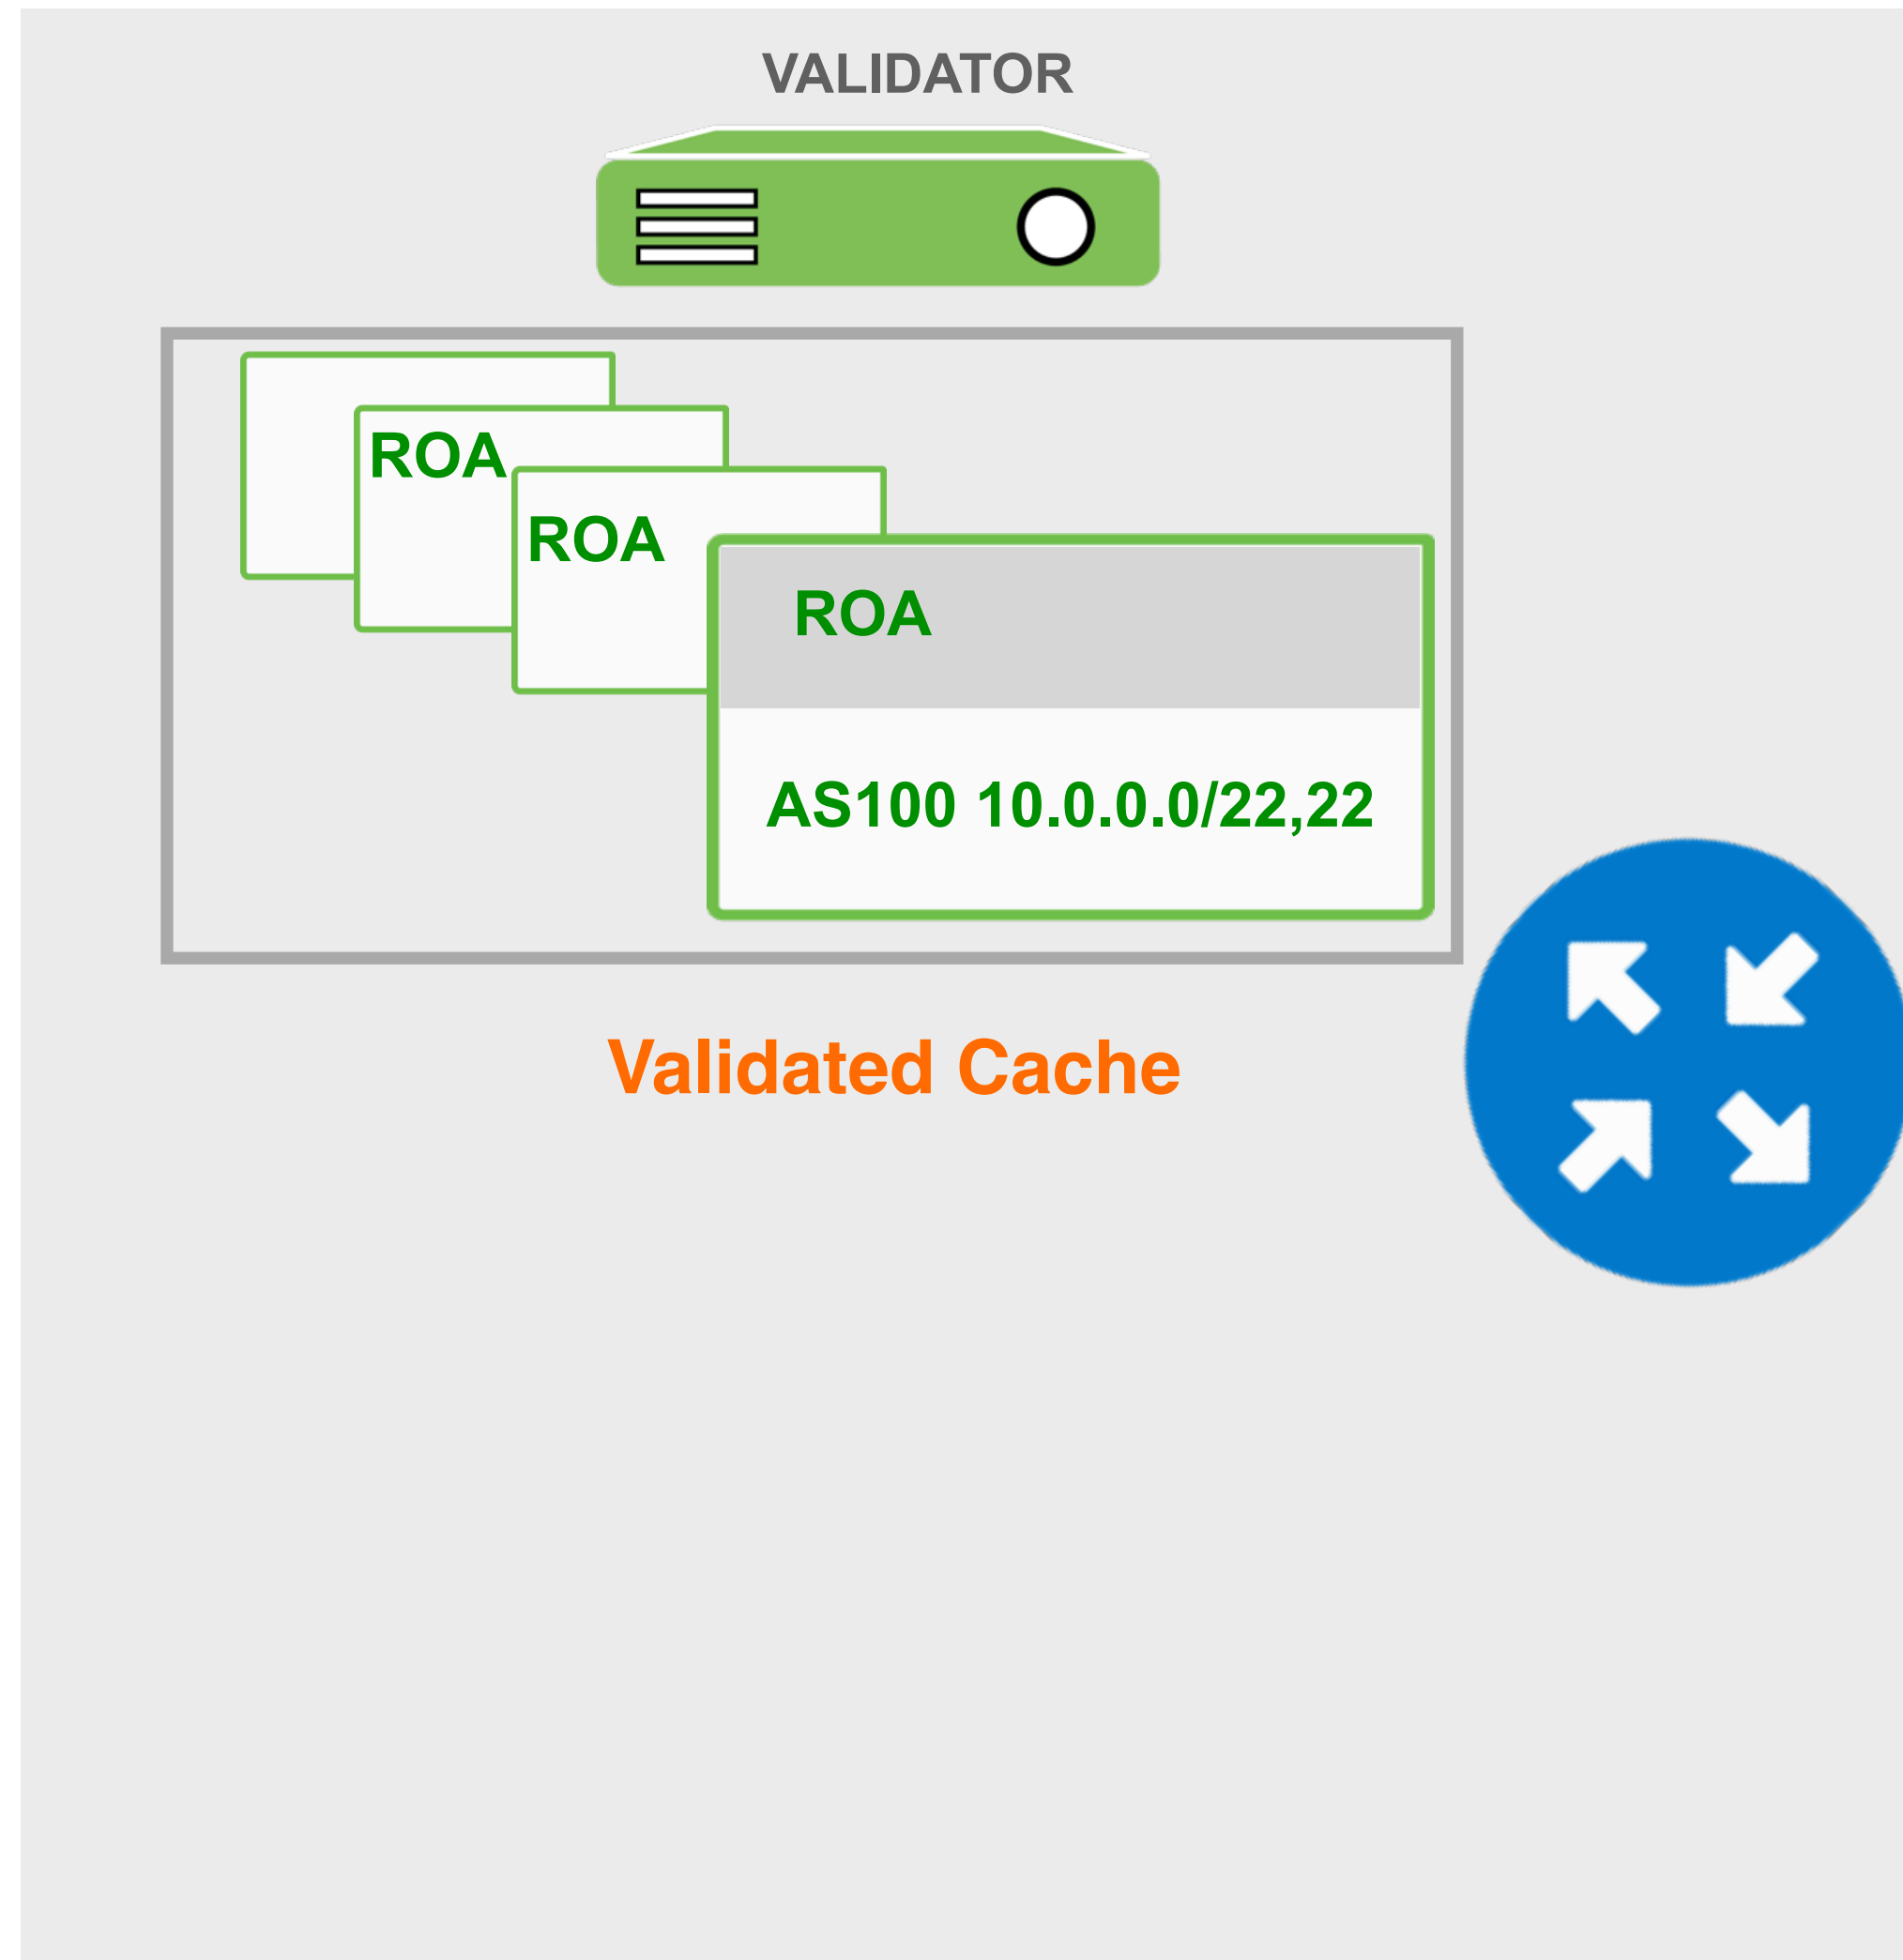 VALIDATOR
ROA
ROA
ROA
AS100 10.0.0.0/22,22
Validated Cache